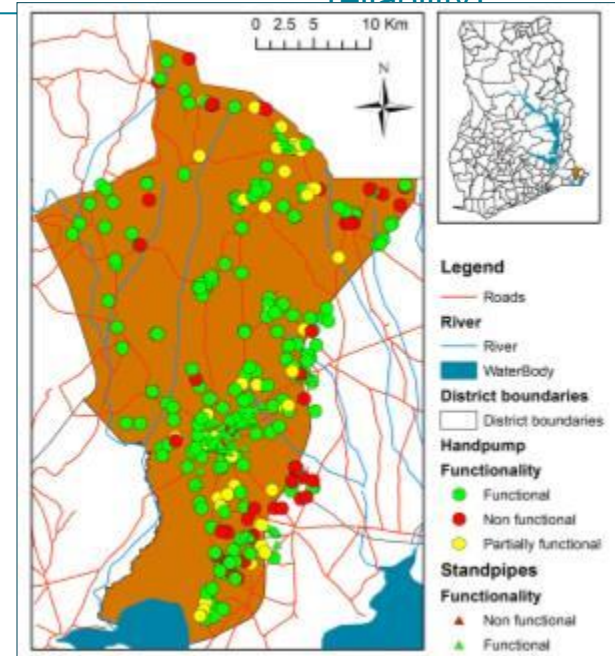 0 2.5 5 10 Km
N
Legend
Roads
River
River
WaterBody
District boundaries
District boundaries
Handpump
Functionality
Functional
Non functional
Partially functional
Standpipes
Functionality
Non functional
Functional